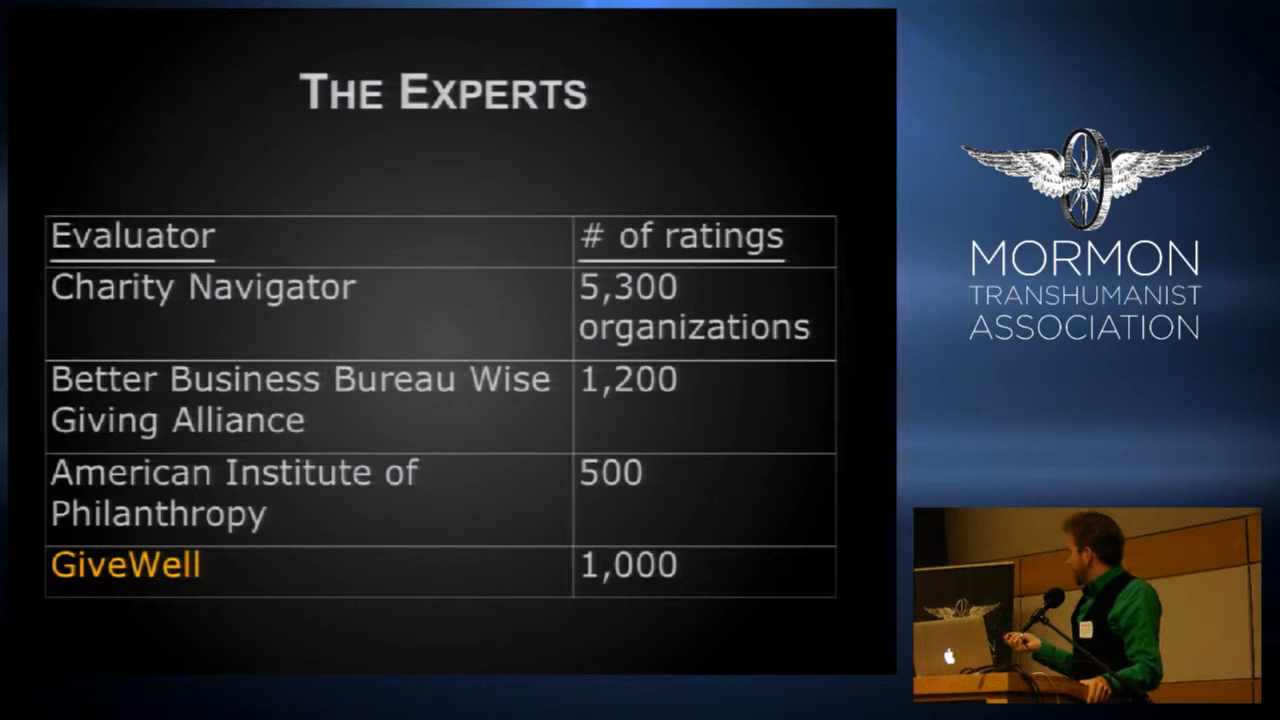 THE EXPERTS
Evaluator
# of ratings
Charity Navigator
5,300
organizations
Better Business Bureau Wise
Giving Alliance
1,200
American Institute of
Philanthropy
500
GiveWell
1,000
MORMON
TRANSHUMANIST
ASSOCIATION